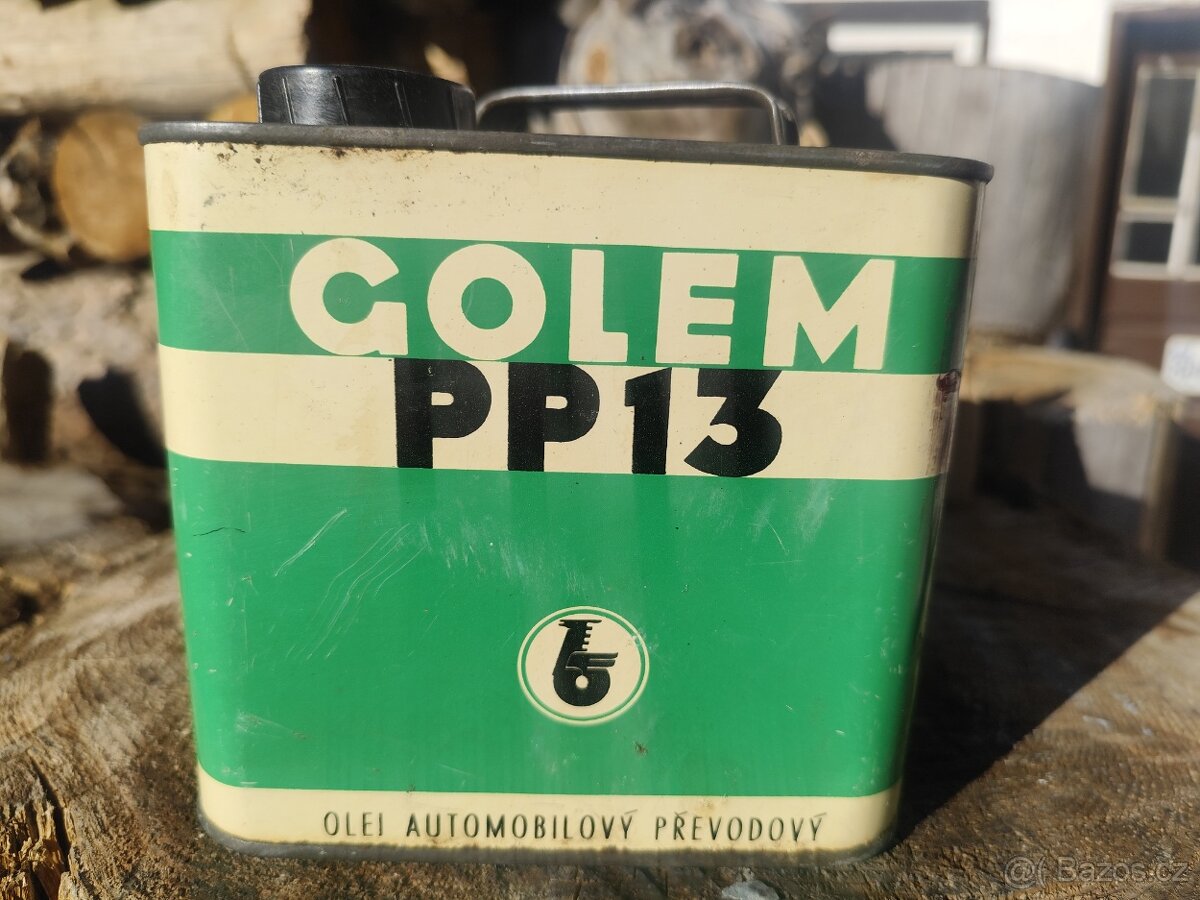 GOLEM
PP13
OLEJ AUTOMOBILOVÝ PŘEVODOVÝ
@( Bazos.cz